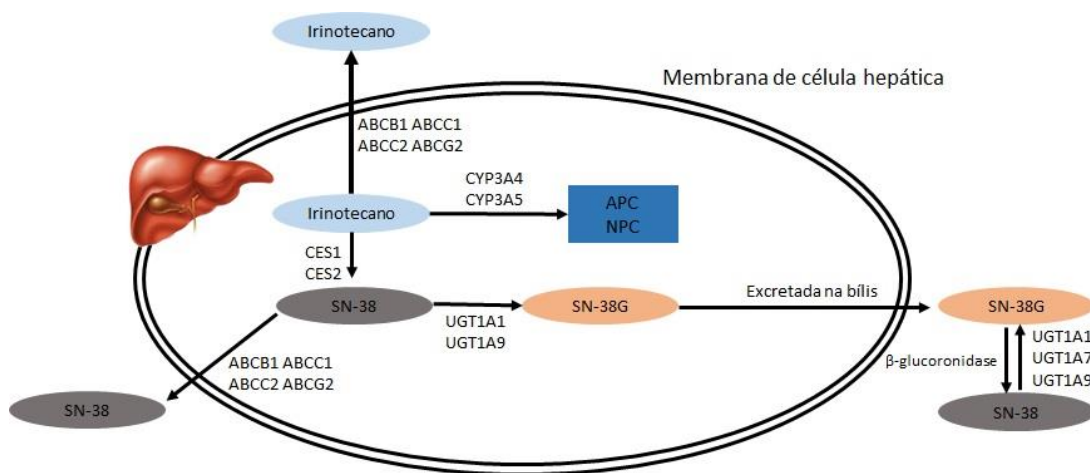 Irinotecano
Membrana de célula hepática
ABCB1 ABCC1
ABCC2 ABCG2
CYP3A4
CYP3A5
Irinotecano
APC
NPC
CES1
CES2
SN-38
UGT1A1
UGT1A9
SN-38G
Excretada na bílis
SN-38G
ABCB1 ABCC1
ABCC2 ABCG2
β-glucoronidase
UGT1A1
UGT1A7
UGT1A9
SN-38
SN-38